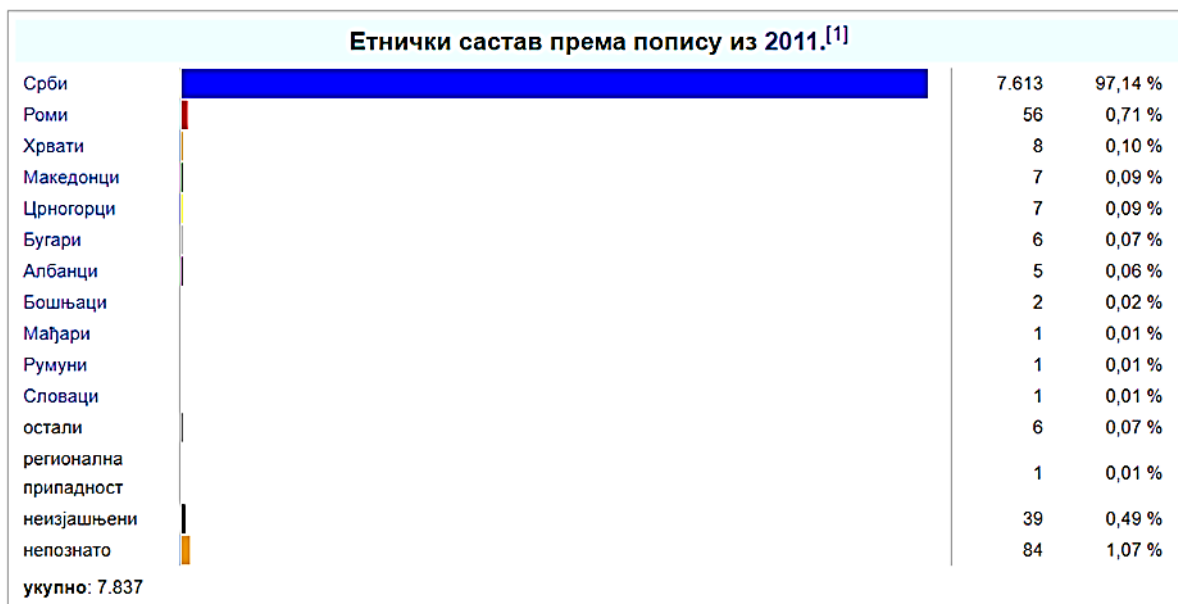 Етнички састав према попису из 2011.[1]
Срби 7.613 97,14 %
Роми 56 0,71 %
Хрвати 8 0,10 %
Македонци 7 0,09 %
Црногорци 7 0,09 %
Бугари 6 0,07 %
Албанци 5 0,06 %
Бошњаци 2 0,02 %
Мађари 1 0,01 %
Румуни 1 0,01 %
Словаци 1 0,01 %
остали 6 0,07 %
регионална
припадност 1 0,01 %
неизјашњени 39 0,49 %
непознато 84 1,07 %
укупно: 7.837